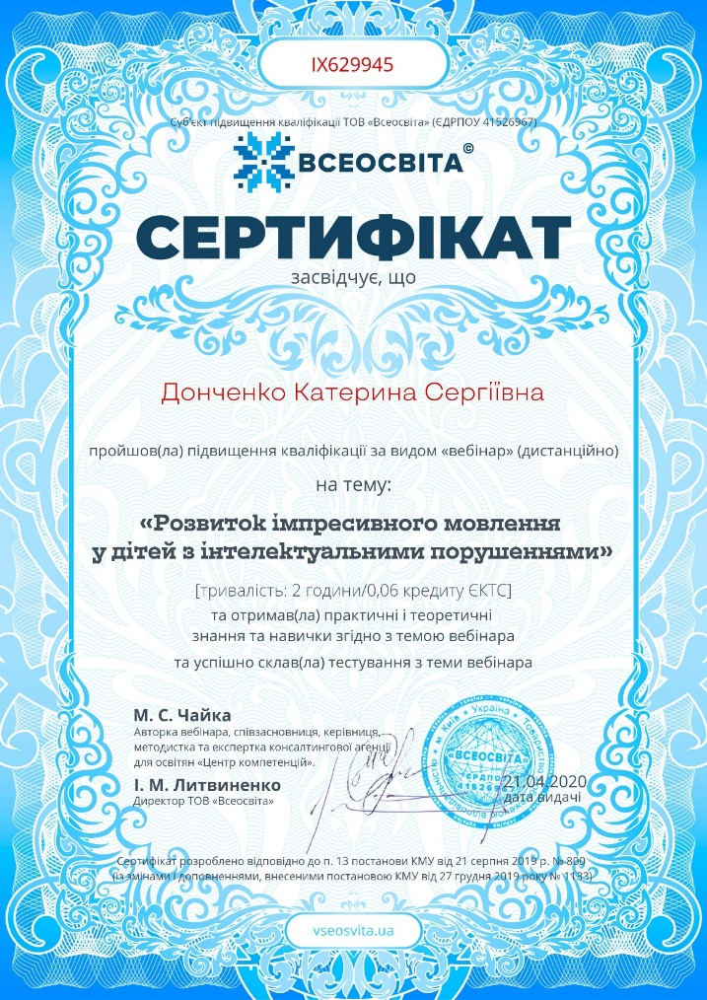 IX629945
Суб'єкт підвищення кваліфікації ТОВ «Всеосвіта» (ЄДРПОУ 41526967)
ВСЕОСВІТА©
СЕРТИФІКАТ
засвідчує, що
Донченко Катерина Сергіївна
пройшов(ла) підвищення кваліфікації за видом «вебінар» (дистанційно)
на тему:
«Розвиток імпресивного мовлення
у дітей з інтелектуальними порушеннями»
[тривалість: 2 години/0,06 кредиту ЄКТС]
та отримав(ла) практичні і теоретичні
знання та навички згідно з темою вебінара
та успішно склав(ла) тестування з теми вебінара
М. С. Чайка
Авторка вебінара, співзасновниця, керівниця,
методистка та експертка консалтингової агенції
для освітян «Центр компетенцій».
І. М. Литвиненко
Директор ТОВ «Всеосвіта»
Україна * Товариство
м. Київ
«ВСЕОСВІТА»
ЄДРПОУ
21.04.2020
дата видачі
Сертифікат розроблено відповідно до п. 13 постанови КМУ від 21 серпня 2019 р. № 800
(із змінами і доповненнями, внесеними постановою КМУ від 27 грудня 2019 року № 1133)
vseosvita.ua